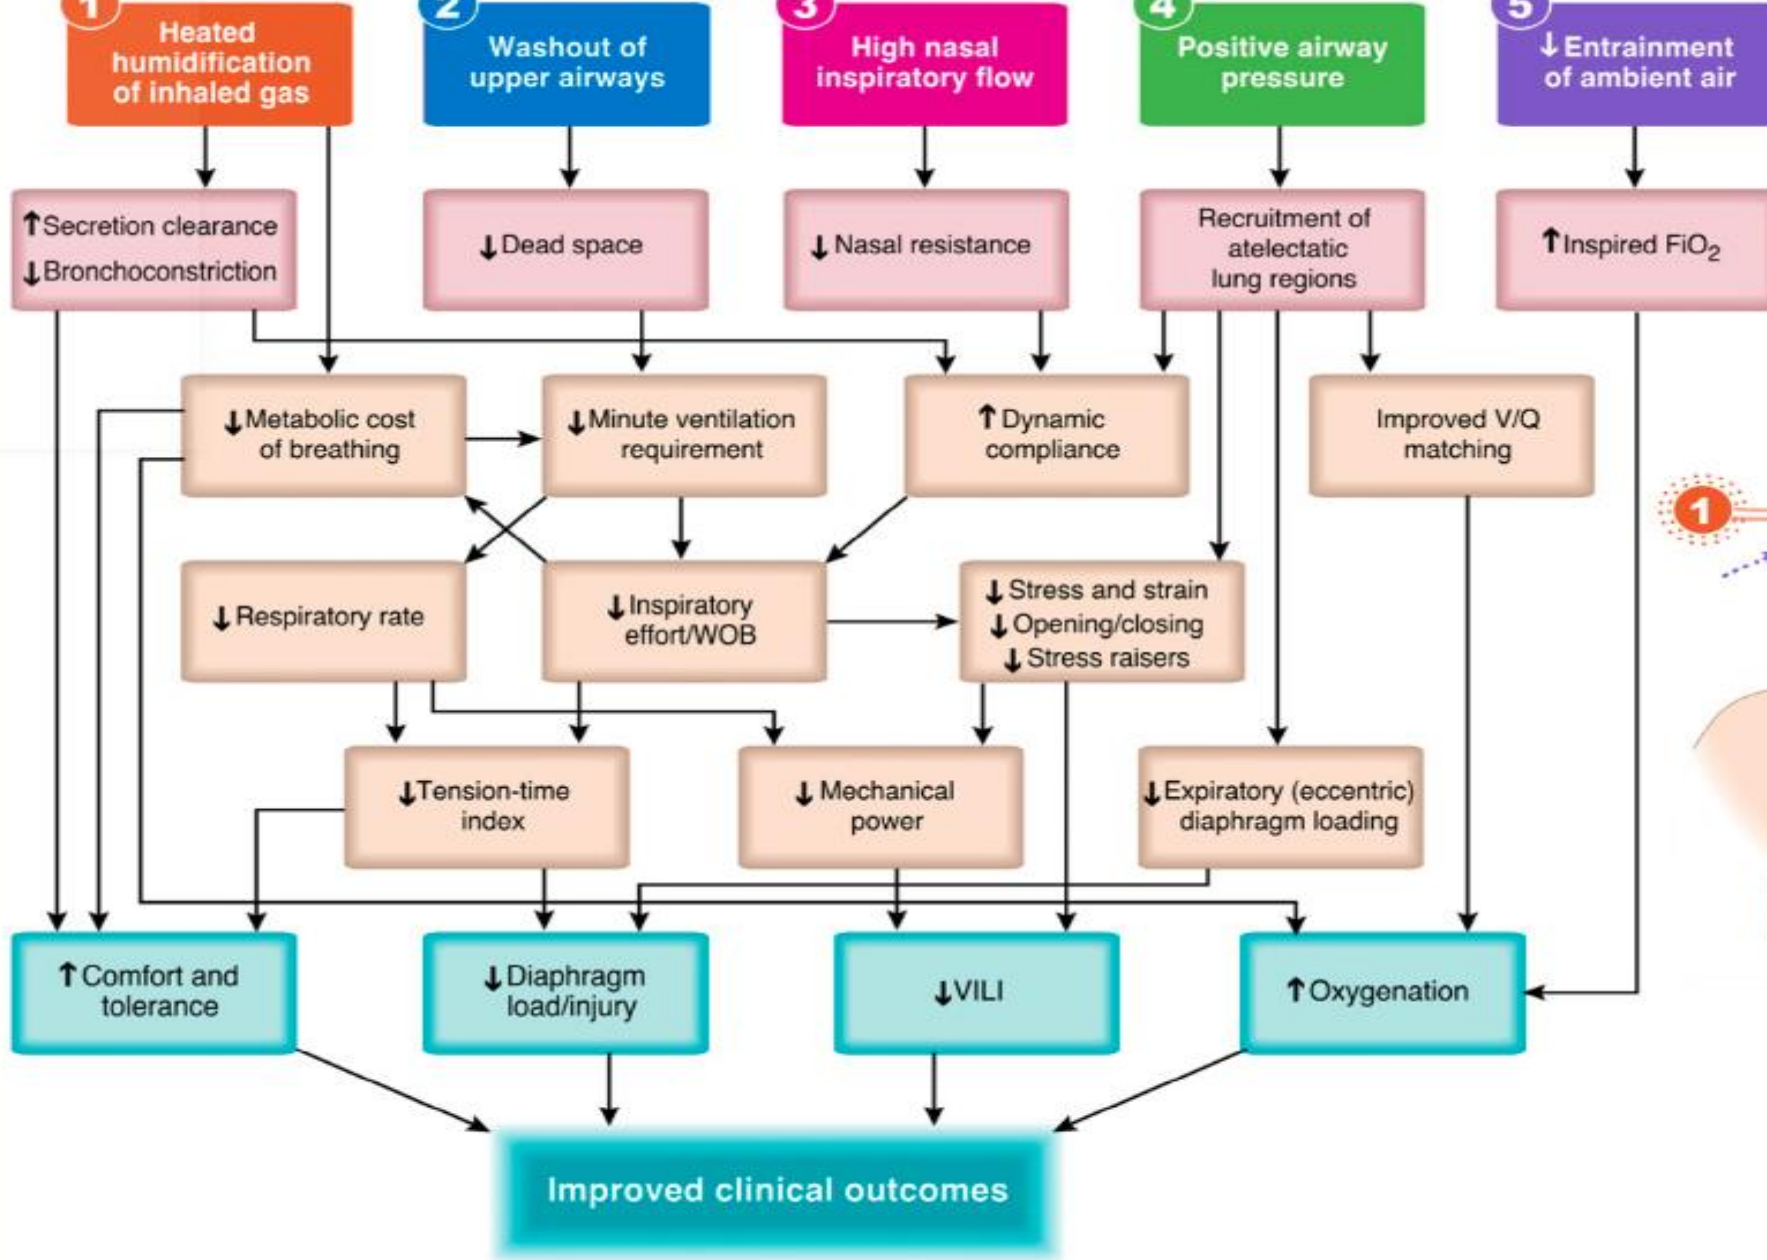 1
Heated
humidification
of inhaled gas
2
Washout of
upper airways
3
High nasal
inspiratory flow
4
Positive airway
pressure
5
↓Entrainment
of ambient air
↑Secretion clearance
↓Bronchoconstriction
↓Dead space
↓Nasal resistance
Recruitment of
atelectatic
lung regions
↑Inspired FiO₂
↓Metabolic cost
of breathing
↓Minute ventilation
requirement
↑Dynamic
compliance
Improved V/Q
matching
1
↓Respiratory rate
↓Inspiratory
effort/WOB
↓Stress and strain
↓Opening/closing
↓Stress raisers
↓Tension-time
index
↓Mechanical
power
↓Expiratory (eccentric)
diaphragm loading
↑Comfort and
tolerance
↓Diaphragm
load/injury
↓VILI
↑Oxygenation
Improved clinical outcomes